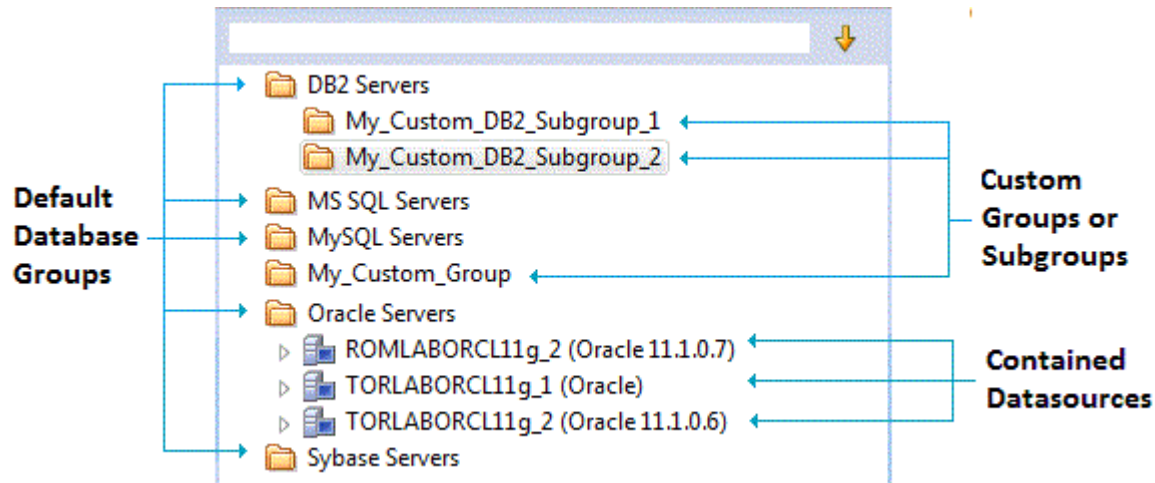 DB2 Servers
My_Custom_DB2_Subgroup_1
My_Custom_DB2_Subgroup_2
MS SQL Servers
MySQL Servers
My_Custom_Group
Oracle Servers
ROMLABORCL11g_2 (Oracle 11.1.0.7)
TORLABORCL11g_1 (Oracle)
TORLABORCL11g_2 (Oracle 11.1.0.6)
Sybase Servers
Default
Database
Groups
Custom
Groups or
Subgroups
Contained
Datasources